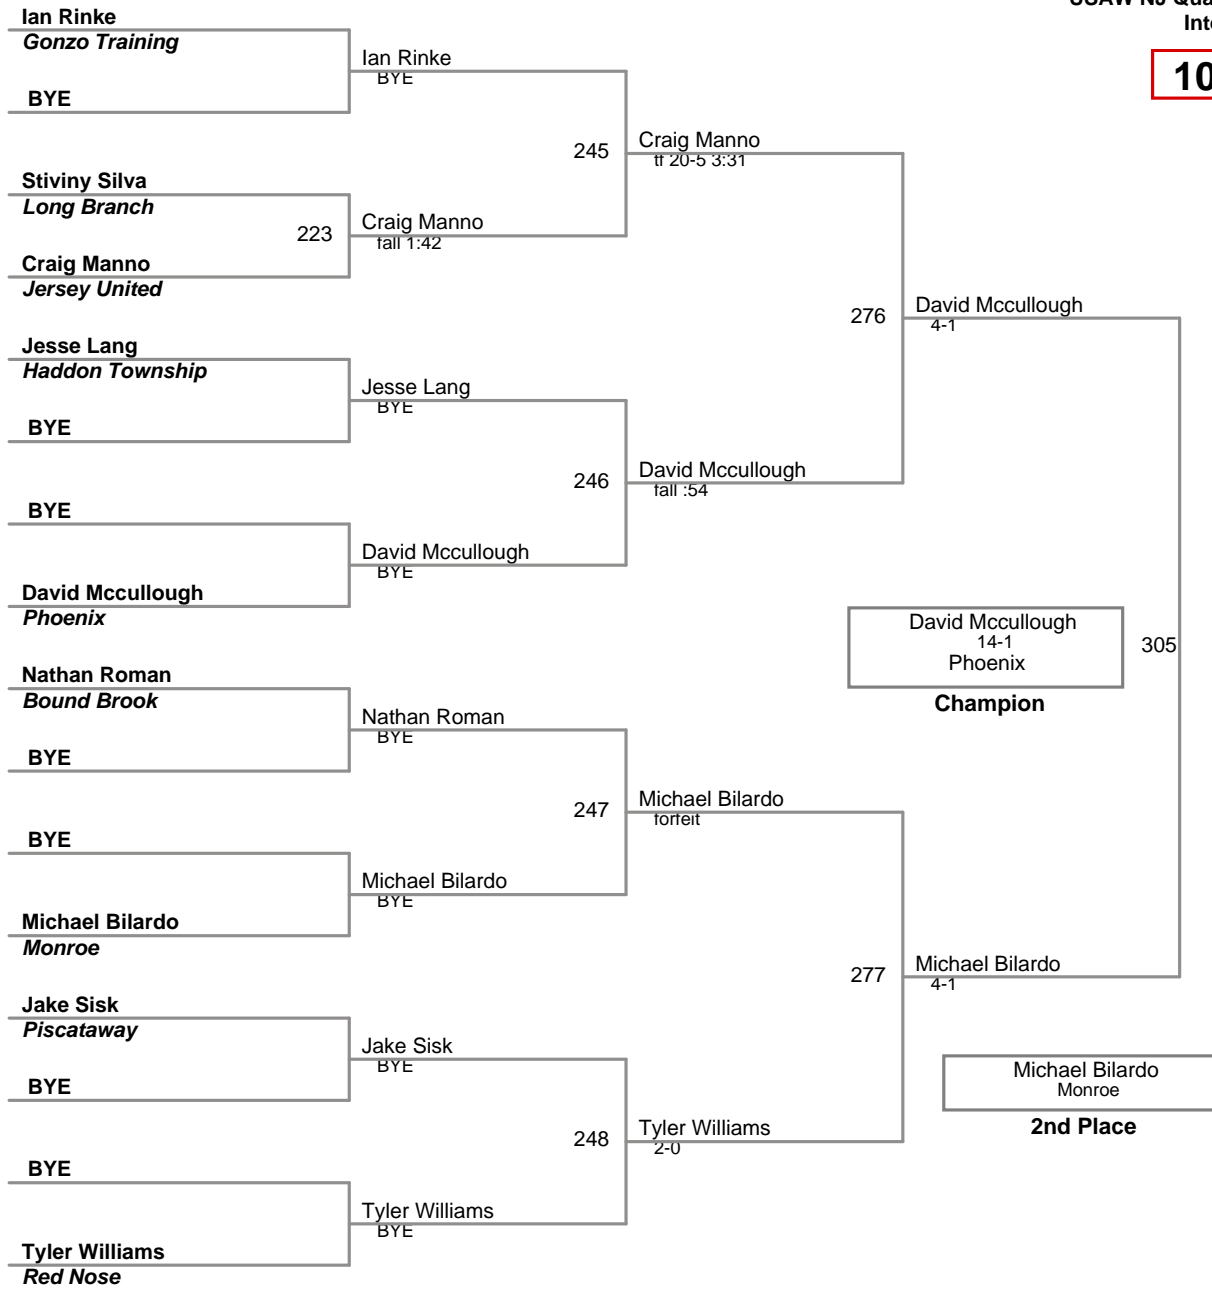 USAW NJ Qua
Inte
10
Ian Rinke
Gonzo Training
BYE
Stiviny Silva
Long Branch
223
Craig Manno
Jersey United
Jesse Lang
Haddon Township
BYE
BYE
David Mccullough
Phoenix
Nathan Roman
Bound Brook
BYE
BYE
Michael Bilardo
Monroe
Jake Sisk
Piscataway
BYE
BYE
Tyler Williams
Red Nose
Ian Rinke
BYE
245
Craig Manno
fall 1:42
Jesse Lang
BYE
246
David Mccullough
BYE
Nathan Roman
BYE
247
Michael Bilardo
BYE
Jake Sisk
BYE
248
Tyler Williams
BYE
Craig Manno
tf 20-5 3:31
276
David Mccullough
fall :54
Michael Bilardo
forfeit
277
Tyler Williams
2-0
David Mccullough
4-1
305
Michael Bilardo
4-1
David Mccullough
14-1
Phoenix
Champion
Michael Bilardo
Monroe
2nd Place